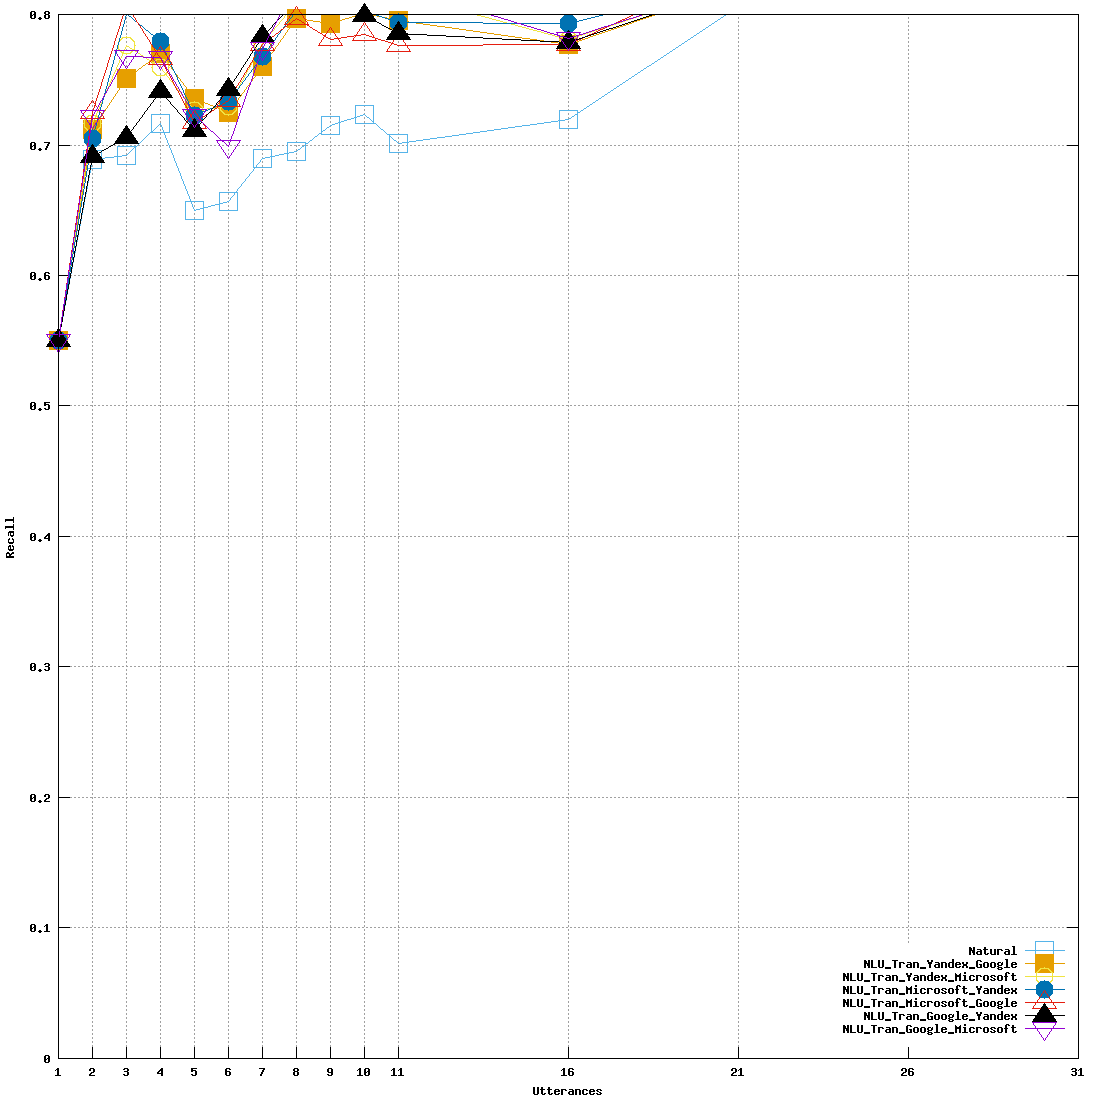 0.8
0.7
0.6
0.5
0.4
0.3
0.2
0.1
0
Recall
1 2 3 4 5 6 7 8 9 10 11 16 21 26 31
Utterances
Natural
NLU_Tran_Yandex_Google
NLU_Tran_Yandex_Microsoft
NLU_Tran_Microsoft_Yandex
NLU_Tran_Microsoft_Google
NLU_Tran_Google_Yandex
NLU_Tran_Google_Microsoft